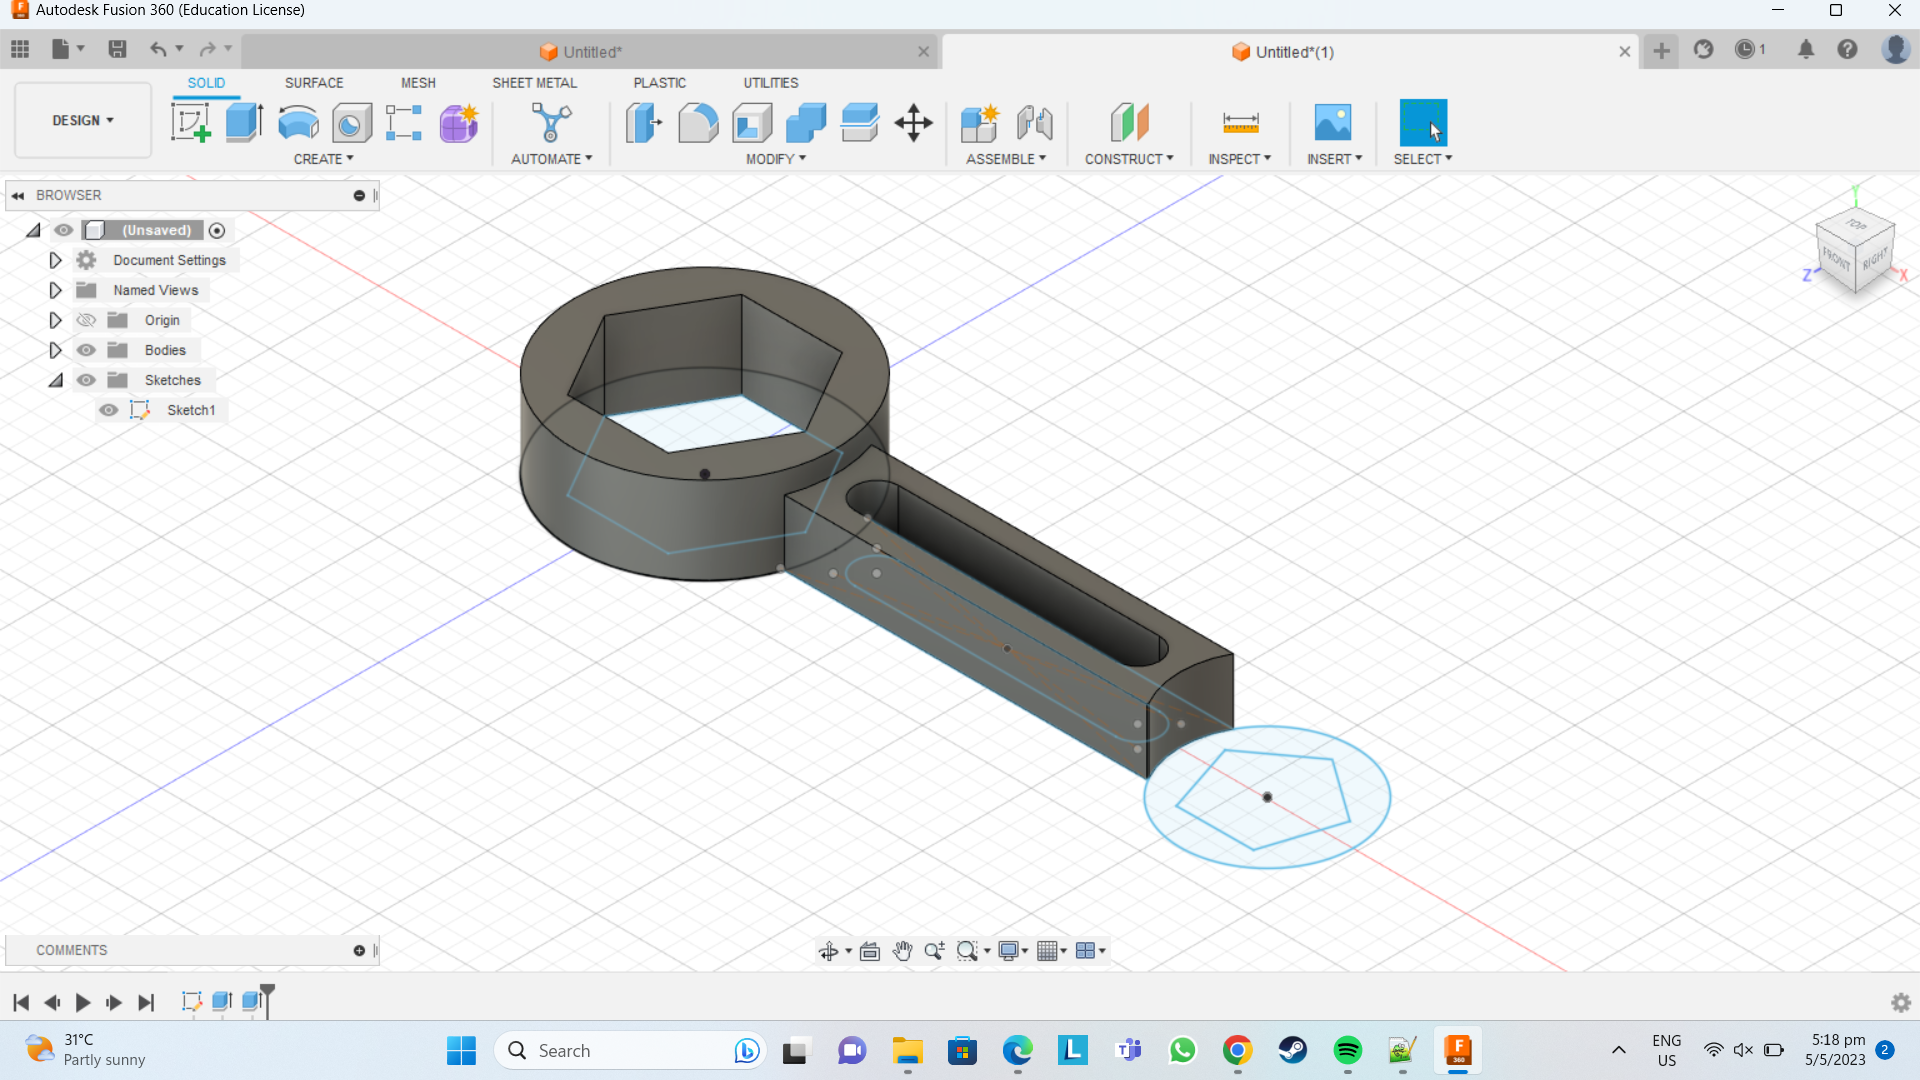 Autodesk Fusion 360 (Education License)
Untitled*
Untitled*(1)
1
SOLID
SURFACE
MESH
SHEET METAL
PLASTIC
UTILITIES
DESIGN
CREATE
AUTOMATE
MODIFY
ASSEMBLE
CONSTRUCT
INSPECT
INSERT
SELECT
BROWSER
(Unsaved)
Document Settings
Named Views
Origin
Bodies
Sketches
Sketch1
Y
TOP
FRONT
RIGHT
Z
X
COMMENTS
31°C
Partly sunny
Search
L
T
F
360
ENG
US
5:18 pm
5/5/2023
2